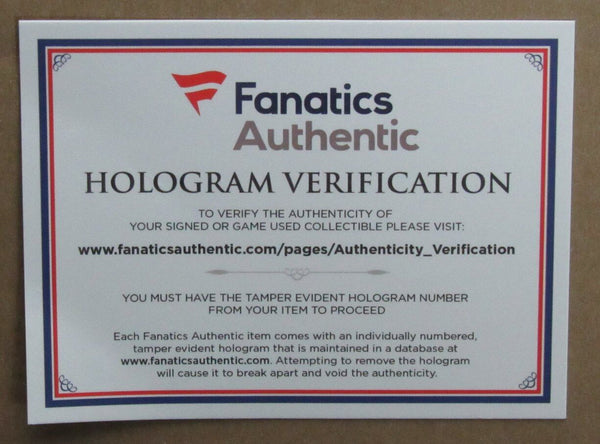 Fanatics
Authentic
HOLOGRAM VERIFICATION
TO VERIFY THE AUTHENTICITY OF
YOUR SIGNED OR GAME USED COLLECTIBLE PLEASE VISIT:
www.fanaticsauthentic.com/pages/Authenticity_Verification
YOU MUST HAVE THE TAMPER EVIDENT HOLOGRAM NUMBER
FROM YOUR ITEM TO PROCEED
Each Fanatics Authentic item comes with an individually numbered,
tamper evident hologram that is maintained in a database at
www.fanaticsauthentic.com. Attempting to remove the hologram
will cause it to break apart and void the authenticity.